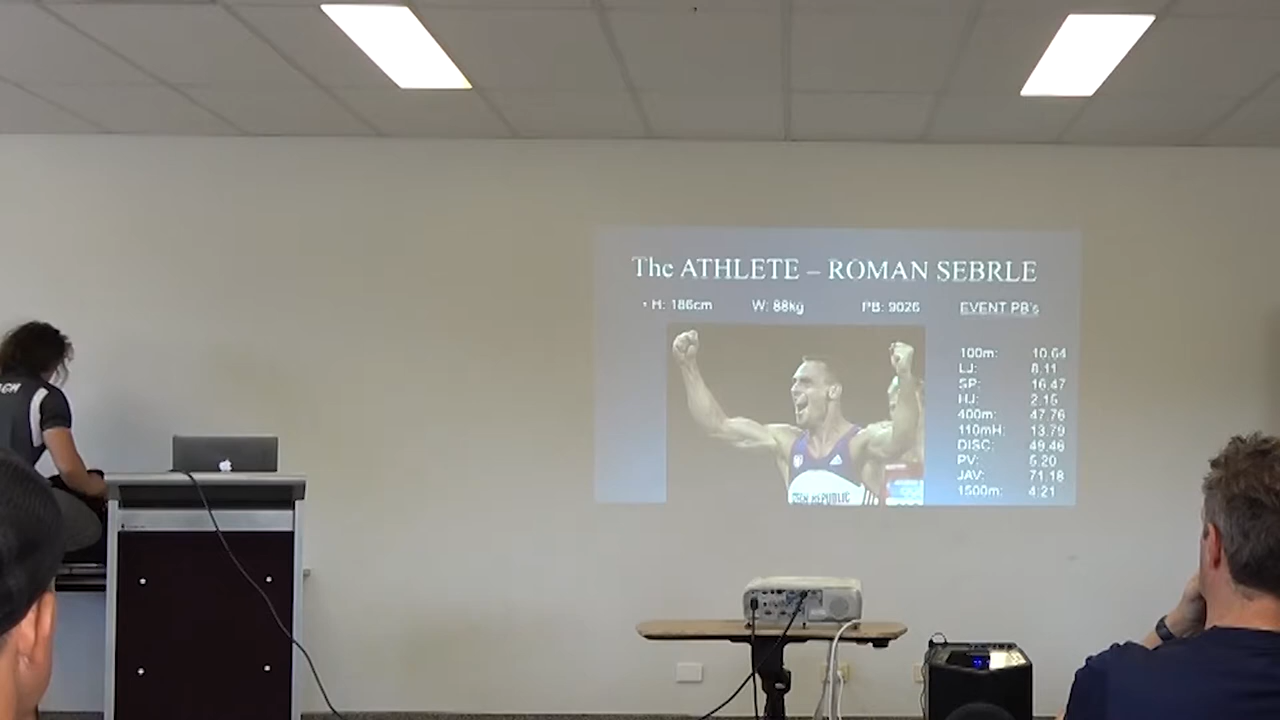 The ATHLETE – ROMAN SEBRLE
• H: 186cm W: 88kg PB: 9026 EVENT PB's
100m: 10.64
LJ: 8.11
SP: 16.47
HJ: 2.15
400m: 47.76
110mH: 13.79
DISC: 49.46
PV: 5.20
JAV: 71.18
1500m: 4:21
REPUBLIC